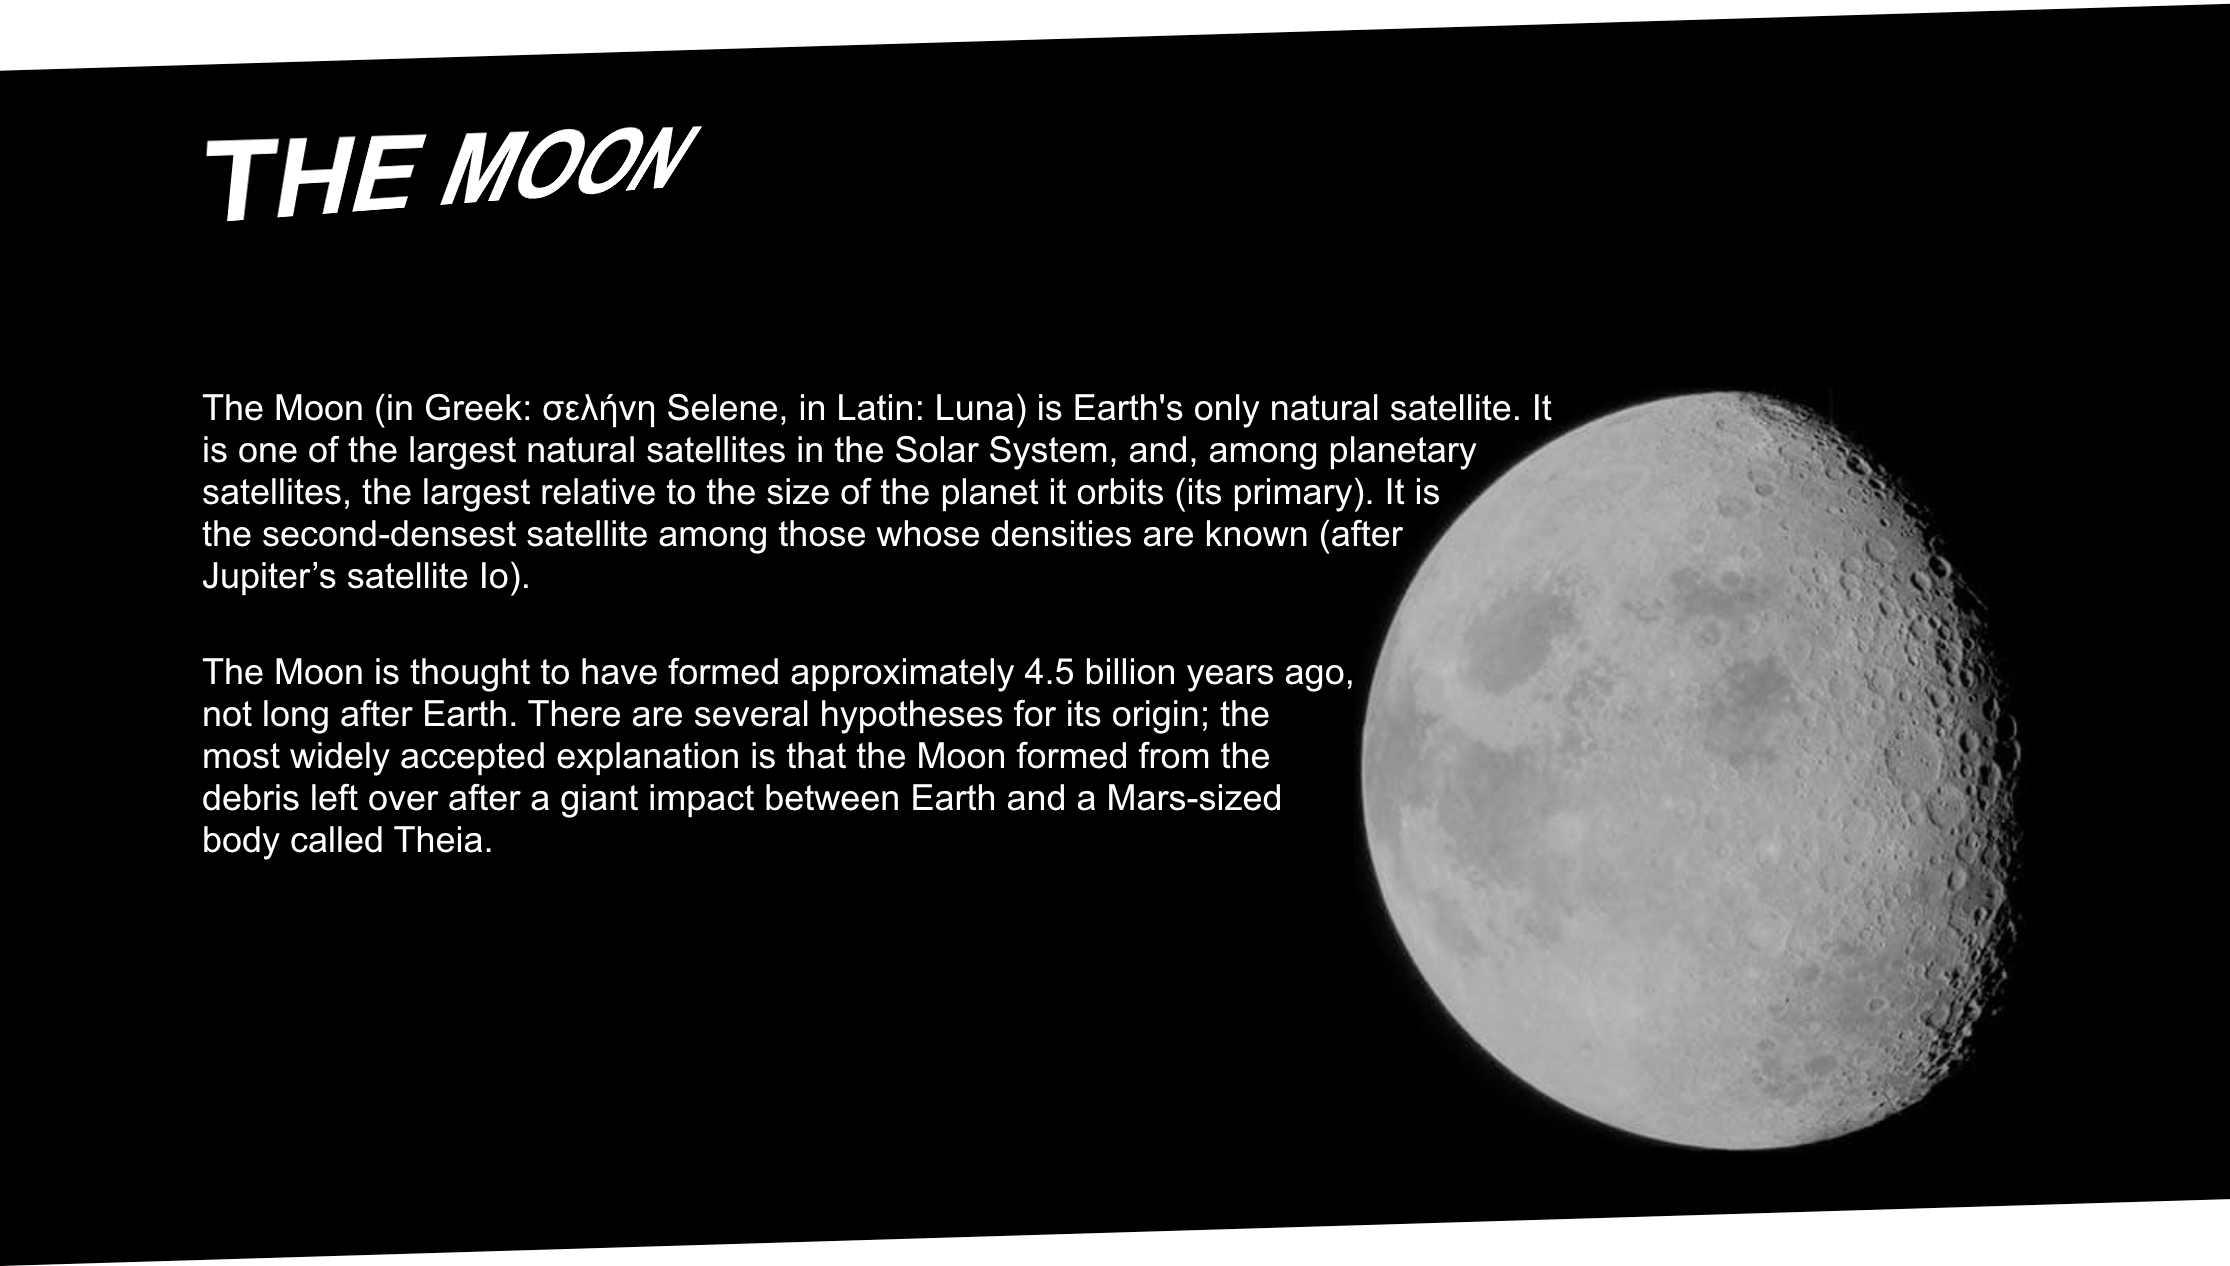 THE MOON
The Moon (in Greek: σελήνη Selene, in Latin: Luna) is Earth's only natural satellite. It
is one of the largest natural satellites in the Solar System, and, among planetary
satellites, the largest relative to the size of the planet it orbits (its primary). It is
the second-densest satellite among those whose densities are known (after
Jupiter’s satellite Io).
The Moon is thought to have formed approximately 4.5 billion years ago,
not long after Earth. There are several hypotheses for its origin; the
most widely accepted explanation is that the Moon formed from the
debris left over after a giant impact between Earth and a Mars-sized
body called Theia.